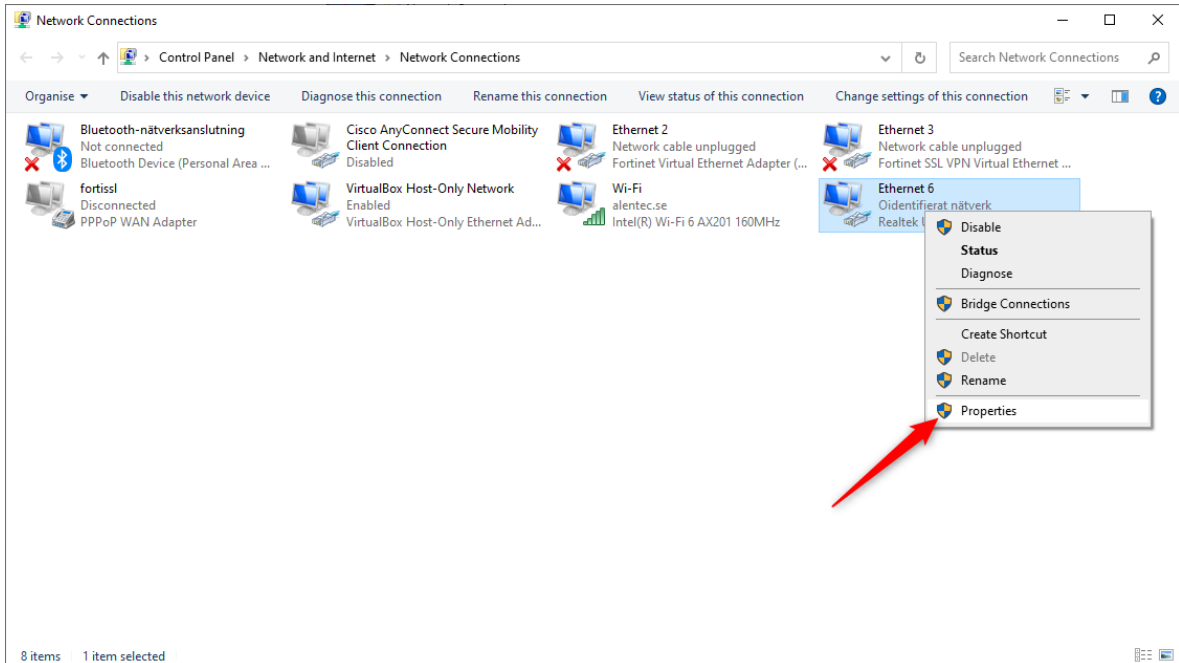 Network Connections
Control Panel > Network and Internet > Network Connections
Search Network Connections
Organise Disable this network device Diagnose this connection Rename this connection View status of this connection Change settings of this connection
Bluetooth-nätverksanslutning
Not connected
Bluetooth Device (Personal Area ...
Cisco AnyConnect Secure Mobility
Client Connection
Disabled
Ethernet 2
Network cable unplugged
Fortinet Virtual Ethernet Adapter (...
Ethernet 3
Network cable unplugged
Fortinet SSL VPN Virtual Ethernet ...
fortissl
Disconnected
PPPoP WAN Adapter
VirtualBox Host-Only Network
Enabled
VirtualBox Host-Only Ethernet Ad...
Wi-Fi
alentec.se
Intel(R) Wi-Fi 6 AX201 160MHz
Ethernet 6
Oidentifierat nätverk
Realtek
Disable
Status
Diagnose
Bridge Connections
Create Shortcut
Delete
Rename
Properties
8 items 1 item selected